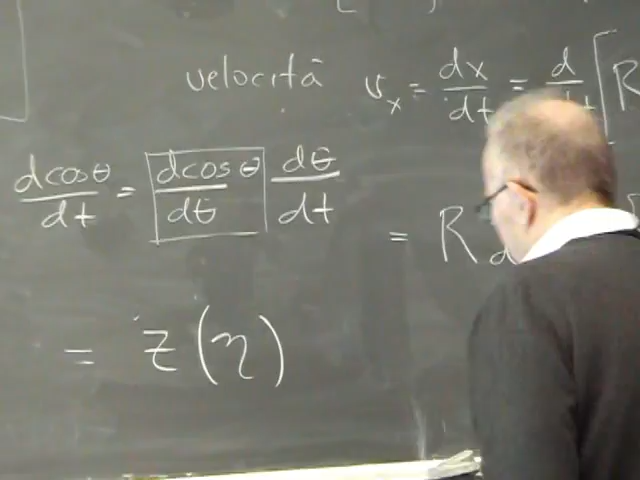 velocità v_x = dx/dt = d/dt [R
dcosθ/dt = dcosθ/dθ dθ/dt
= R d
= z(η)